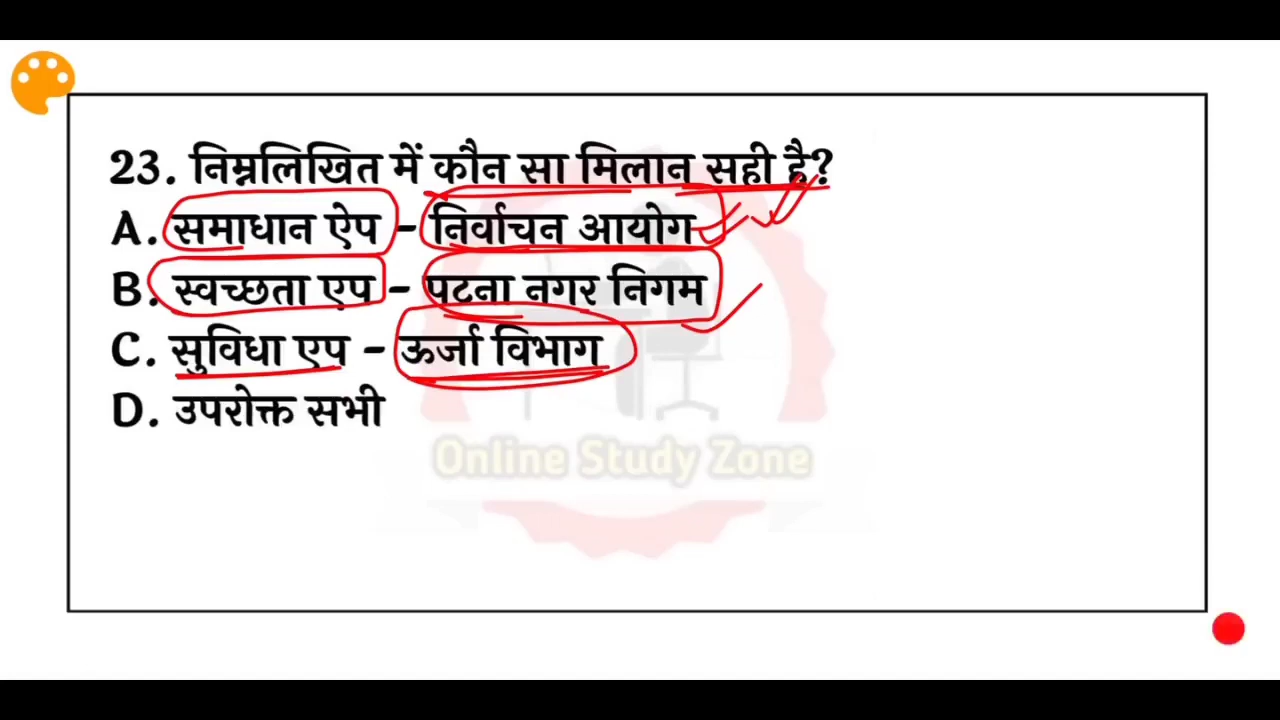 23. निम्नलिखित में कौन सा मिलान सही है?
A. समाधान ऐप - निर्वाचन आयोग
B. स्वच्छता एप - पटना नगर निगम
C. सुविधा एप - ऊर्जा विभाग
D. उपरोक्त सभी
Online Study Zone